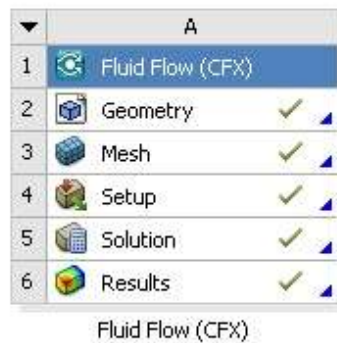 A
1 Fluid Flow (CFX)
2 Geometry
3 Mesh
4 Setup
5 Solution
6 Results
Fluid Flow (CFX)